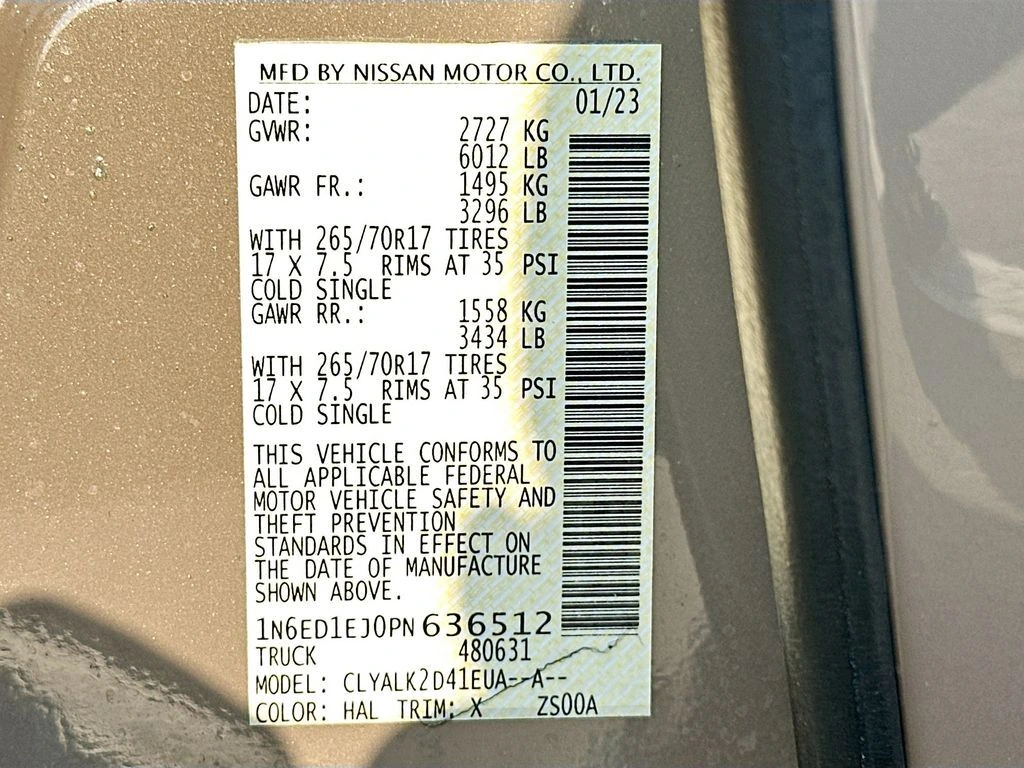 MFD BY NISSAN MOTOR CO., LTD.
DATE: 01/23
GVWR: 2727 KG
6012 LB
GAWR FR.: 1495 KG
3296 LB
WITH 265/70R17 TIRES
17 X 7.5 RIMS AT 35 PSI
COLD SINGLE
GAWR RR.: 1558 KG
3434 LB
WITH 265/70R17 TIRES
17 X 7.5 RIMS AT 35 PSI
COLD SINGLE
THIS VEHICLE CONFORMS TO
ALL APPLICABLE FEDERAL
MOTOR VEHICLE SAFETY AND
THEFT PREVENTION
STANDARDS IN EFFECT ON
THE DATE OF MANUFACTURE
SHOWN ABOVE.
1N6ED1EJ0PN636512
TRUCK 480631
MODEL: CLYALK2D41EUA--A--
COLOR: HAL TRIM: X ZS00A